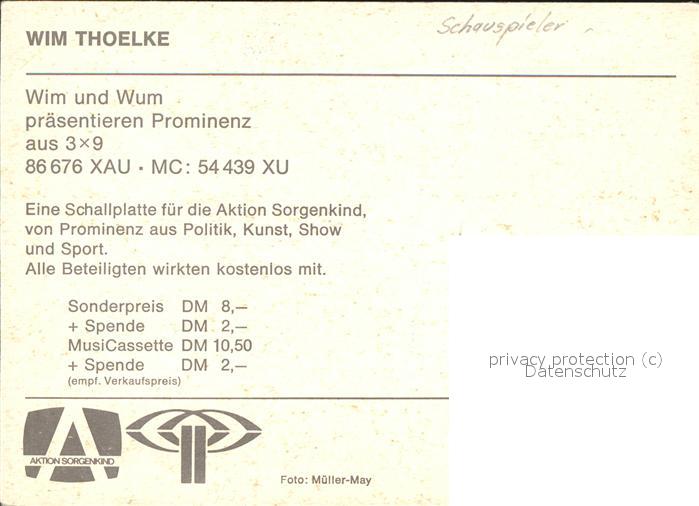 Schauspieler
WIM THOELKE
Wim und Wum
präsentieren Prominenz
aus 3×9
86 676 XAU · MC: 54 439 XU
Eine Schallplatte für die Aktion Sorgenkind,
von Prominenz aus Politik, Kunst, Show
und Sport.
Alle Beteiligten wirkten kostenlos mit.
Sonderpreis DM 8,—
+ Spende DM 2,—
MusiCassette DM 10,50
+ Spende DM 2,—
(empf. Verkaufspreis)
privacy protection (c)
Datenschutz
AKTION SORGENKIND
Foto: Müller-May